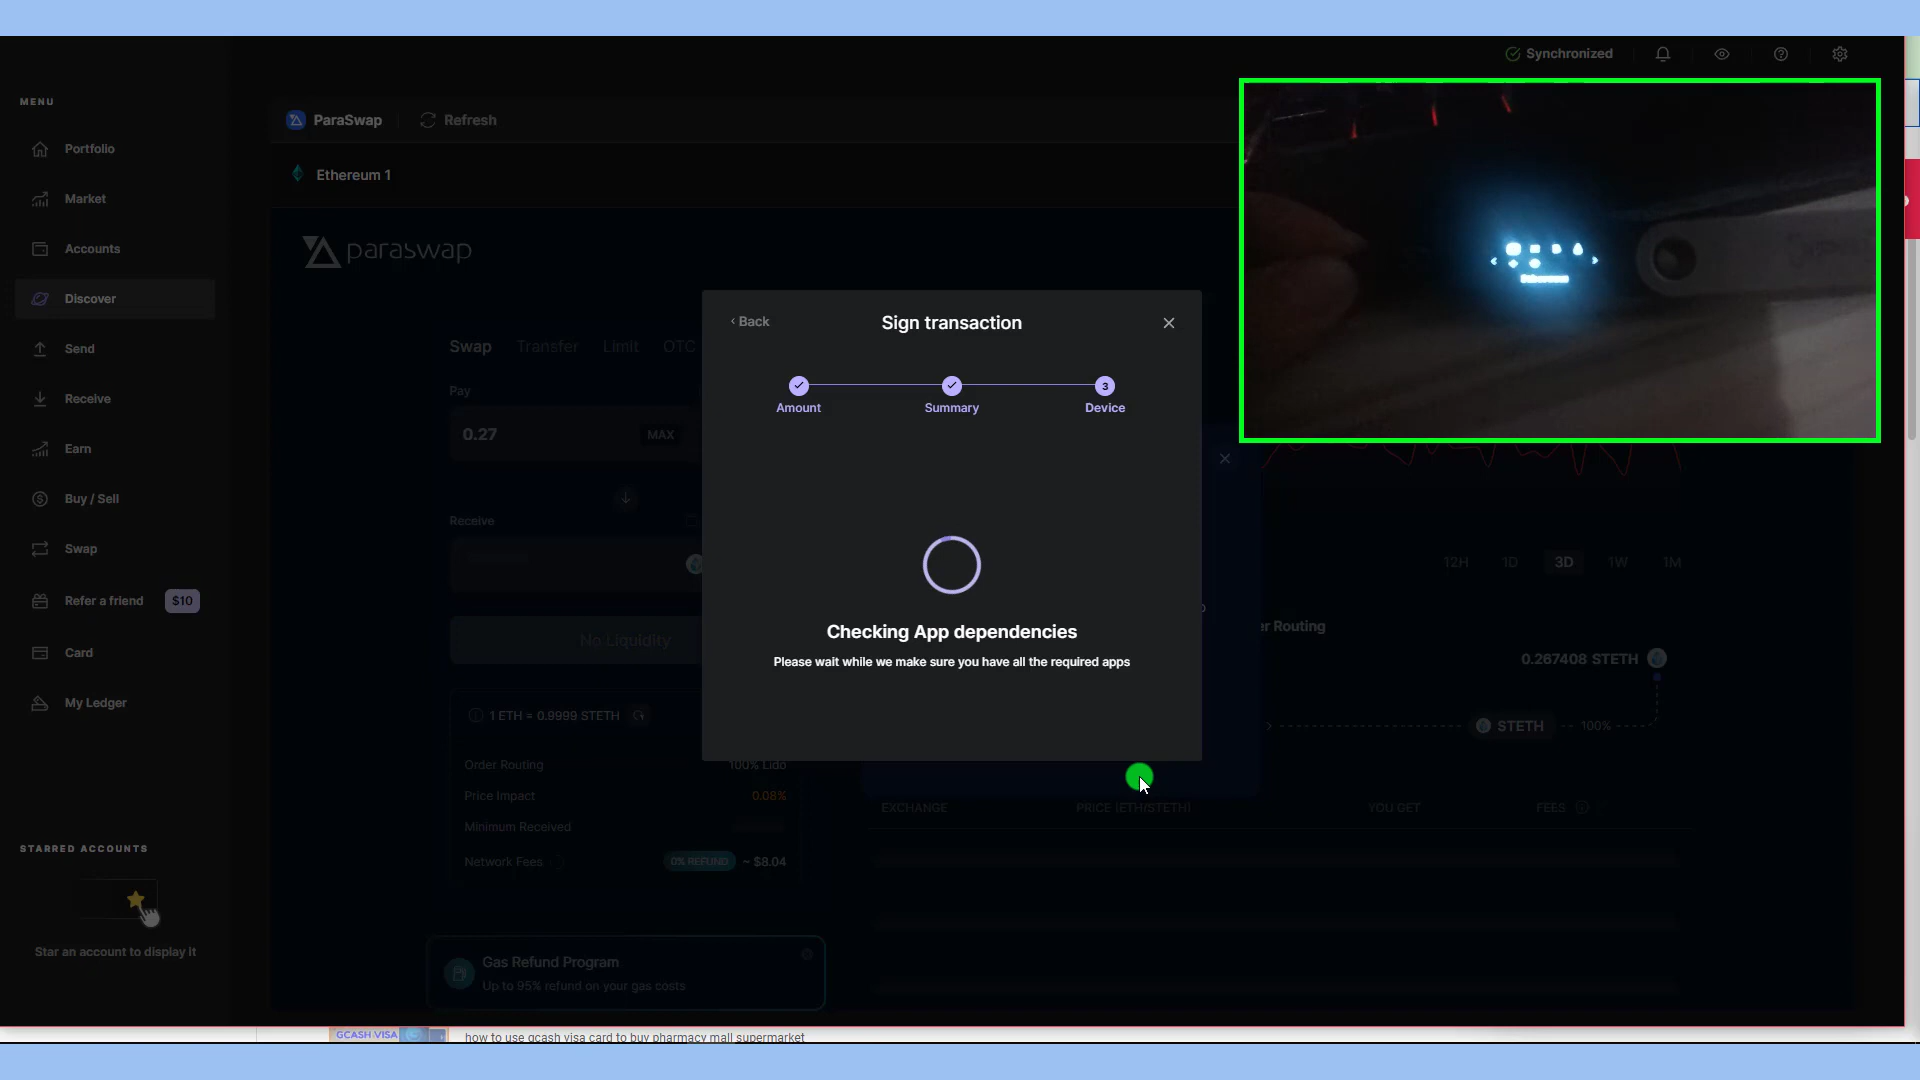 Synchronized
MENU
ParaSwap
Refresh
Portfolio
Ethereum 1
Market
Accounts
paraswap
Discover
Back
Sign transaction
Send
Swap
Transfer
Limit
OTC
Receive
Pay
Amount
3
Summary
Device
0.27
MAX
Earn
Buy / Sell
Receive
Swap
12H
1D
3D
1W
1M
Refer a friend
$10
No Liquidity
Checking App dependencies
er Routing
Please wait while we make sure you have all the required apps
0.267408 STETH
Card
My Ledger
1 ETH = 0.9999 STETH
STETH
100%
Order Routing
100% Lido
Price Impact
0.08%
EXCHANGE
PRICE (ETH/STETH)
YOU GET
FEES
Minimum Received
STARRED ACCOUNTS
Network Fees
0% REFUND
~ $8.04
Star an account to display it
Gas Refund Program
Up to 95% refund on your gas costs
GCASH VISA
how to use gcash visa card to buy pharmacy mall supermarket